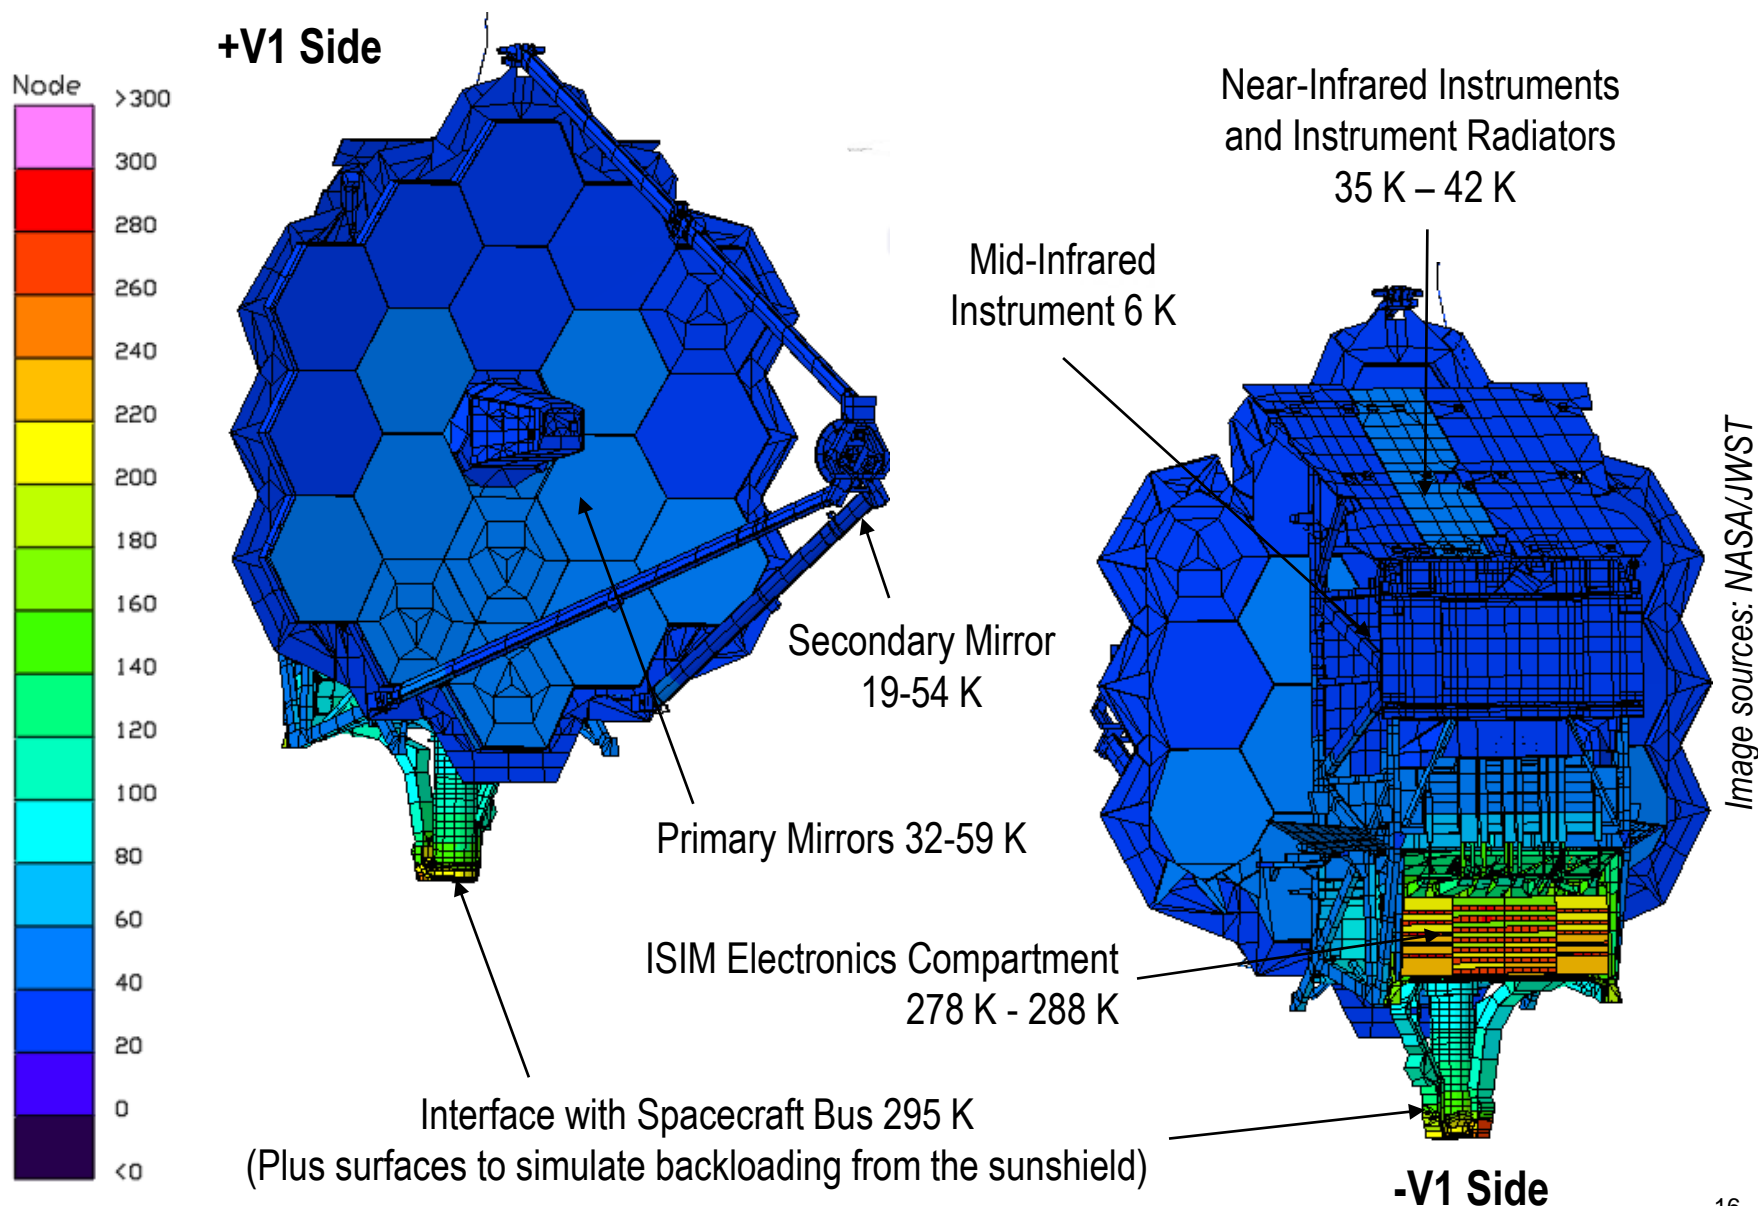 +V1 Side
Node
>300
300
280
260
240
220
200
180
160
140
120
100
80
60
40
20
0
<0
Near-Infrared Instruments
and Instrument Radiators
35 K – 42 K
Mid-Infrared
Instrument 6 K
Secondary Mirror
19-54 K
Primary Mirrors 32-59 K
ISIM Electronics Compartment
278 K - 288 K
Interface with Spacecraft Bus 295 K
(Plus surfaces to simulate backloading from the sunshield)
-V1 Side
Image sources: NASA/JWST
16